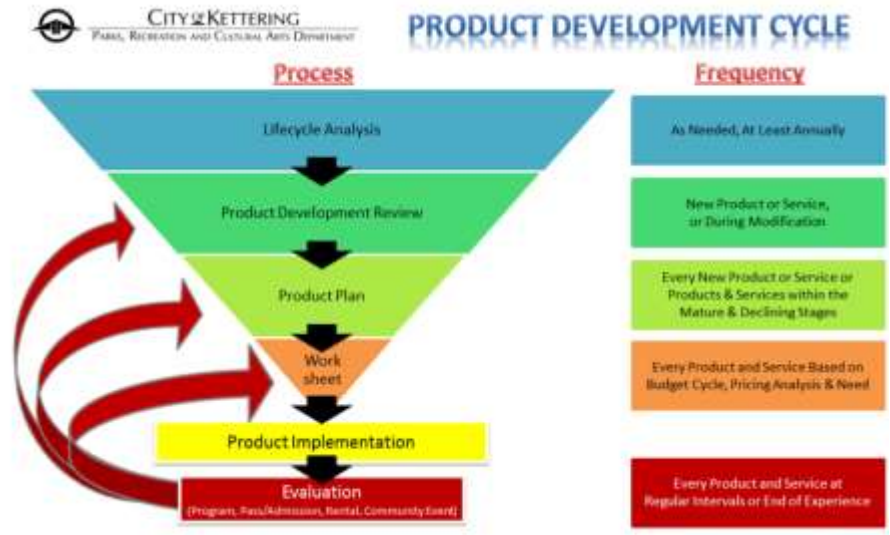 CITY OF KETTERING
PARKS, RECREATION AND CULTURAL ARTS DEPARTMENT
PRODUCT DEVELOPMENT CYCLE
Process
Frequency
Lifecycle Analysis
As Needed, At Least Annually
Product Development Review
New Product or Service,
or During Modification
Product Plan
Every New Product or Service or
Products & Services within the
Mature & Declining Stages
Work
sheet
Every Product and Service Based on
Budget Cycle, Pricing Analysis & Need
Product Implementation
Evaluation
(Program, Pass/Admission, Rental, Community Event)
Every Product and Service at
Regular Intervals or End of Experience